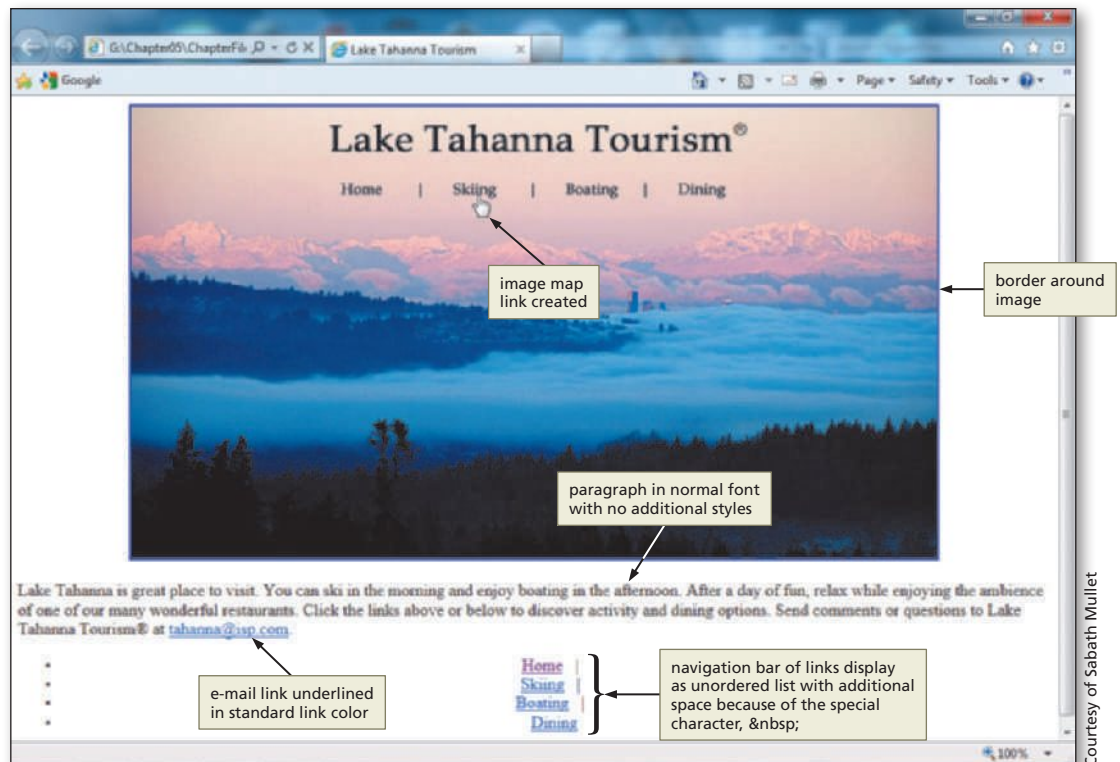 G:\Chapter05\ChapterFile
Lake Tahanna Tourism
Google
Page
Safety
Tools
Lake Tahanna Tourism®
Home | Skiing | Boating | Dining
image map
link created
border around
image
paragraph in normal font
with no additional styles
Lake Tahanna is great place to visit. You can ski in the morning and enjoy boating in the afternoon. After a day of fun, relax while enjoying the ambience
of one of our many wonderful restaurants. Click the links above or below to discover activity and dining options. Send comments or questions to Lake
Tahanna Tourism® at tahanna@isp.com.
Home |
Skiing |
Boating |
Dining
e-mail link underlined
in standard link color
navigation bar of links display
as unordered list with additional
space because of the special
character, &nbsp;
100%
Courtesy of Sabath Mullet